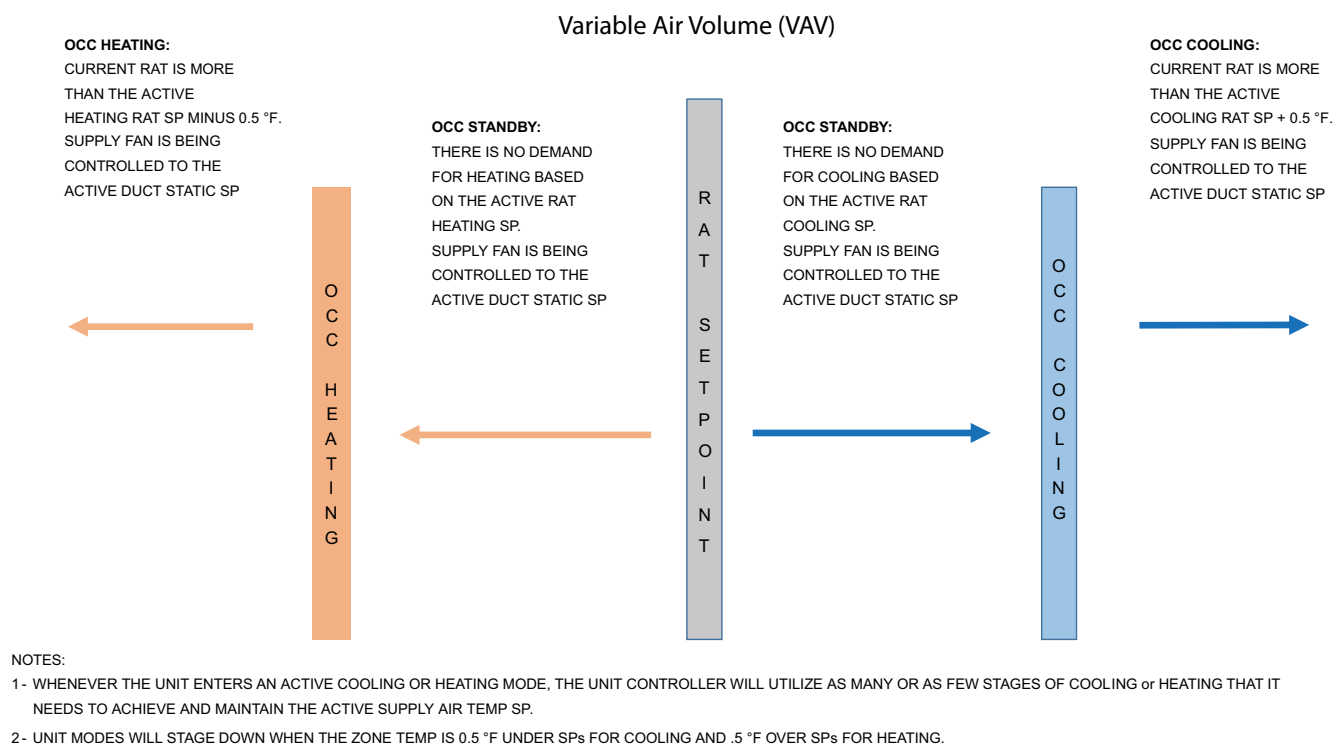 Variable Air Volume (VAV)
OCC HEATING:
CURRENT RAT IS MORE
THAN THE ACTIVE
HEATING RAT SP MINUS 0.5 °F.
SUPPLY FAN IS BEING
CONTROLLED TO THE
ACTIVE DUCT STATIC SP
OCC STANDBY:
THERE IS NO DEMAND
FOR HEATING BASED
ON THE ACTIVE RAT
HEATING SP.
SUPPLY FAN IS BEING
CONTROLLED TO THE
ACTIVE DUCT STATIC SP
OCC STANDBY:
THERE IS NO DEMAND
FOR COOLING BASED
ON THE ACTIVE RAT
COOLING SP.
SUPPLY FAN IS BEING
CONTROLLED TO THE
ACTIVE DUCT STATIC SP
OCC COOLING:
CURRENT RAT IS MORE
THAN THE ACTIVE
COOLING RAT SP + 0.5 °F.
SUPPLY FAN IS BEING
CONTROLLED TO THE
ACTIVE DUCT STATIC SP
OCC HEATING
RAT SETPOINT
OCC COOLING
NOTES:
1- WHENEVER THE UNIT ENTERS AN ACTIVE COOLING OR HEATING MODE, THE UNIT CONTROLLER WILL UTILIZE AS MANY OR AS FEW STAGES OF COOLING or HEATING THAT IT
NEEDS TO ACHIEVE AND MAINTAIN THE ACTIVE SUPPLY AIR TEMP SP.
2- UNIT MODES WILL STAGE DOWN WHEN THE ZONE TEMP IS 0.5 °F UNDER SPs FOR COOLING AND .5 °F OVER SPs FOR HEATING.